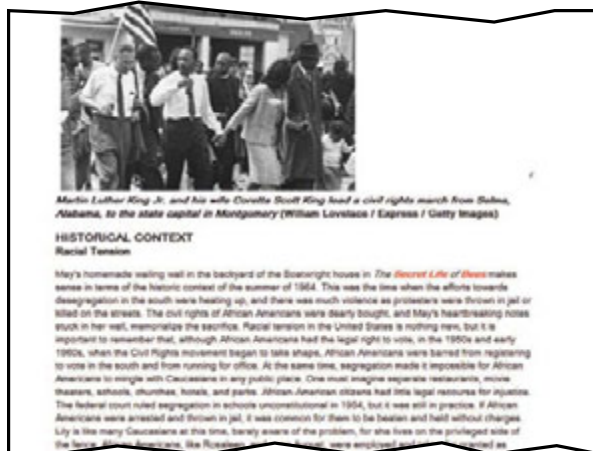 Martin Luther King Jr. and his wife Coretta Scott King lead a civil rights march from Selma,
Alabama, to the state capital in Montgomery (William Lovelace / Express / Getty Images)
HISTORICAL CONTEXT
Racial Tension
May's homemade wailing wall in the backyard of the Boatwright house in The Secret Life of Bees makes
sense in terms of the historic context of the summer of 1964. This was the time when the efforts towards
desegregation in the south were heating up, and there was much violence as protesters were thrown in jail or
killed on the streets. The civil rights of African Americans were dearly bought, and May's heartbreaking notes
stuck in her wall, memorialize the sacrifice. Racial tension in the United States is nothing new, but it is
important to remember that, although African Americans had the legal right to vote, in the 1950s and early
1960s, when the Civil Rights movement began to take shape, African Americans were barred from registering
to vote in the south and from running for office. At the same time, segregation made it impossible for African
Americans to mingle with Caucasians in any public place. One must imagine separate restaurants, movie
theaters, schools, churches, hotels, and parks. African American citizens had little legal recourse for injustice.
The federal court ruled segregation in schools unconstitutional in 1954, but it was still in practice. If African
Americans were arrested and thrown in jail, it was common for them to be beaten and held without charges.
Lily is like many Caucasians at this time, barely aware of the problem, for she lives on the privileged side of
the fence. African Americans, like Rosaleen, August, were employed and granted as